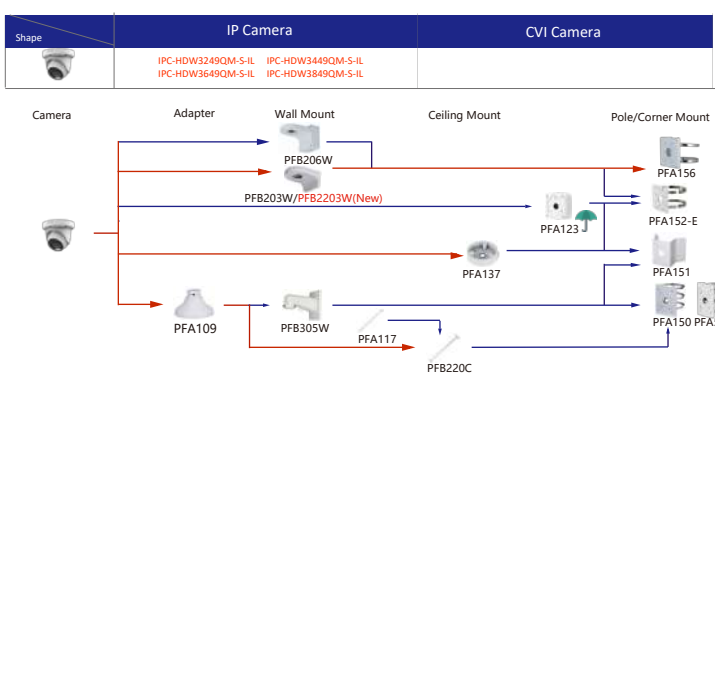 Shape
IP Camera
CVI Camera
IPC-HDW3249QM-S-IL IPC-HDW3449QM-S-IL
IPC-HDW3649QM-S-IL IPC-HDW3849QM-S-IL
Camera
Adapter
Wall Mount
Ceiling Mount
Pole/Corner Mount
PFB206W
PFA156
PFB203W/PFB2203W(New)
PFA123
PFA152-E
PFA137
PFA151
PFA109
PFB305W
PFA117
PFA150
PFB220C